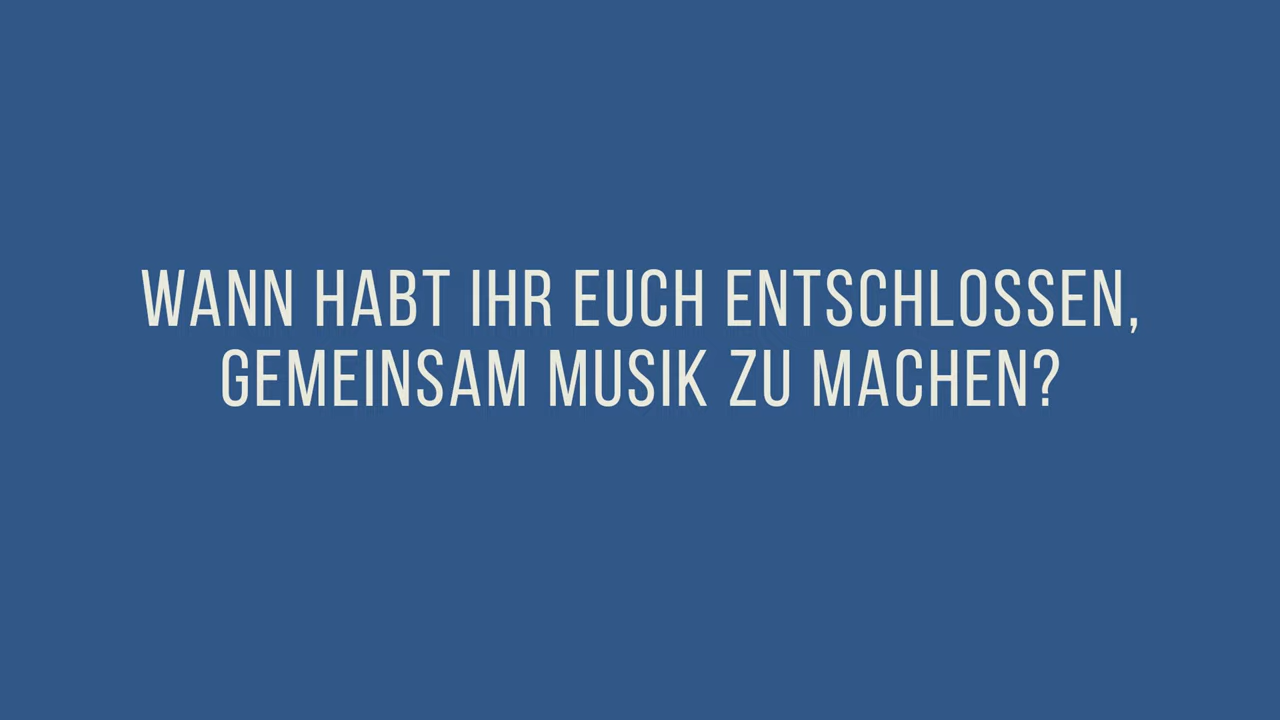 WANN HABT IHR EUCH ENTSCHLOSSEN,
GEMEINSAM MUSIK ZU MACHEN?